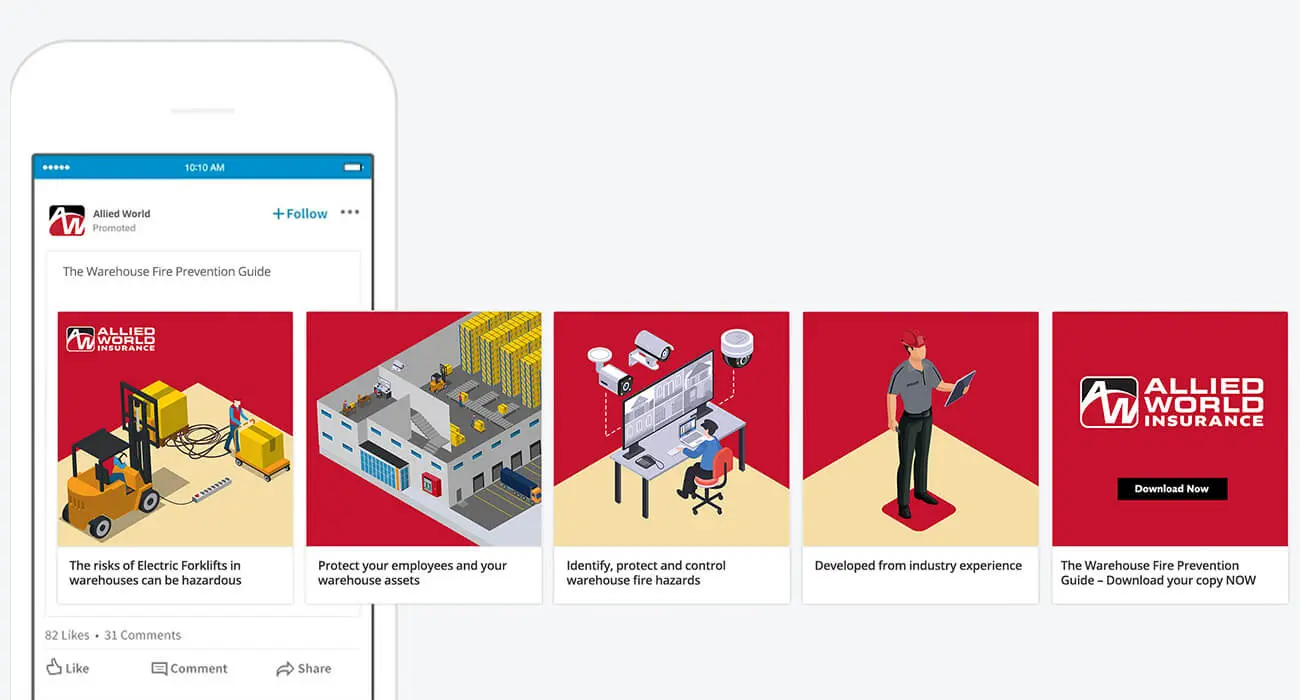 10:10 AM
AW
Allied World
Promoted
+Follow
The Warehouse Fire Prevention Guide
AW
ALLIED
WORLD
INSURANCE
The risks of Electric Forklifts in
warehouses can be hazardous
Protect your employees and your
warehouse assets
Identify, protect and control
warehouse fire hazards
Developed from industry experience
AW
ALLIED
WORLD
INSURANCE
Download Now
The Warehouse Fire Prevention
Guide – Download your copy NOW
82 Likes • 31 Comments
Like
Comment
Share